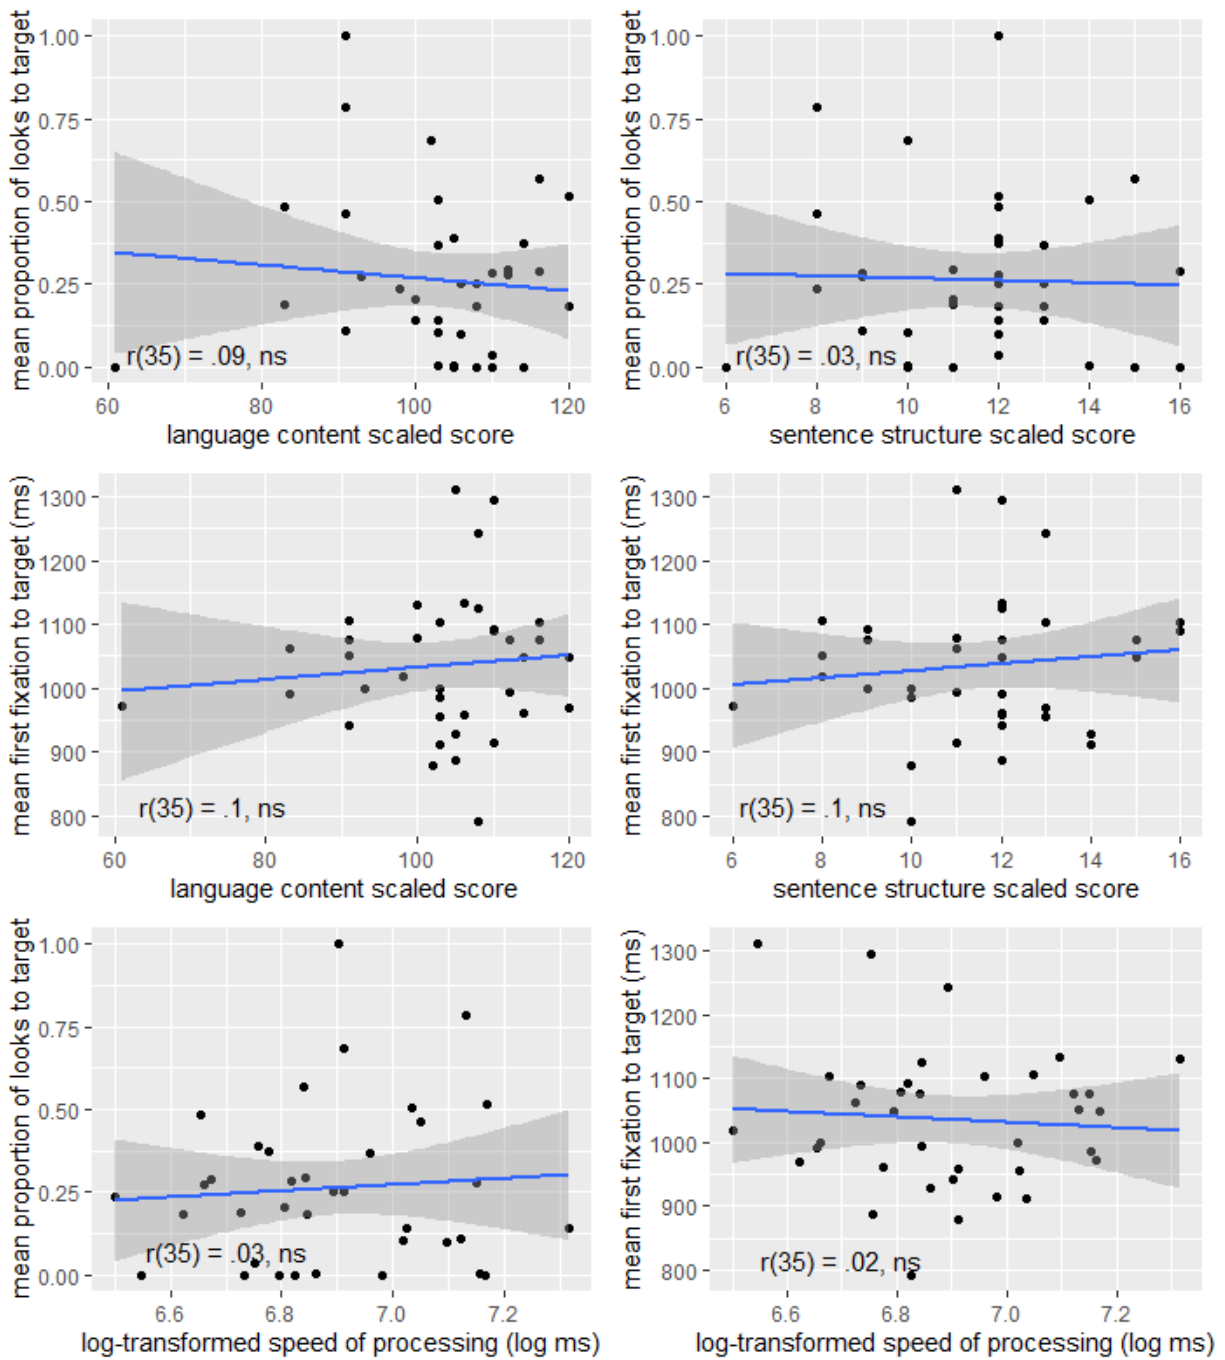 mean proportion of looks to target
1.00
0.75
0.50
0.25
0.00
r(35) = .09, ns
60 80 100 120
language content scaled score
mean proportion of looks to target
1.00
0.75
0.50
0.25
0.00
r(35) = .03, ns
6 8 10 12 14 16
sentence structure scaled score
mean first fixation to target (ms)
1300
1200
1100
1000
900
800
r(35) = .1, ns
60 80 100 120
language content scaled score
mean first fixation to target (ms)
1300
1200
1100
1000
900
800
r(35) = .1, ns
6 8 10 12 14 16
sentence structure scaled score
mean proportion of looks to target
1.00
0.75
0.50
0.25
0.00
r(35) = .03, ns
6.6 6.8 7.0 7.2
log-transformed speed of processing (log ms)
mean first fixation to target (ms)
1300
1200
1100
1000
900
800
r(35) = .02, ns
6.6 6.8 7.0 7.2
log-transformed speed of processing (log ms)